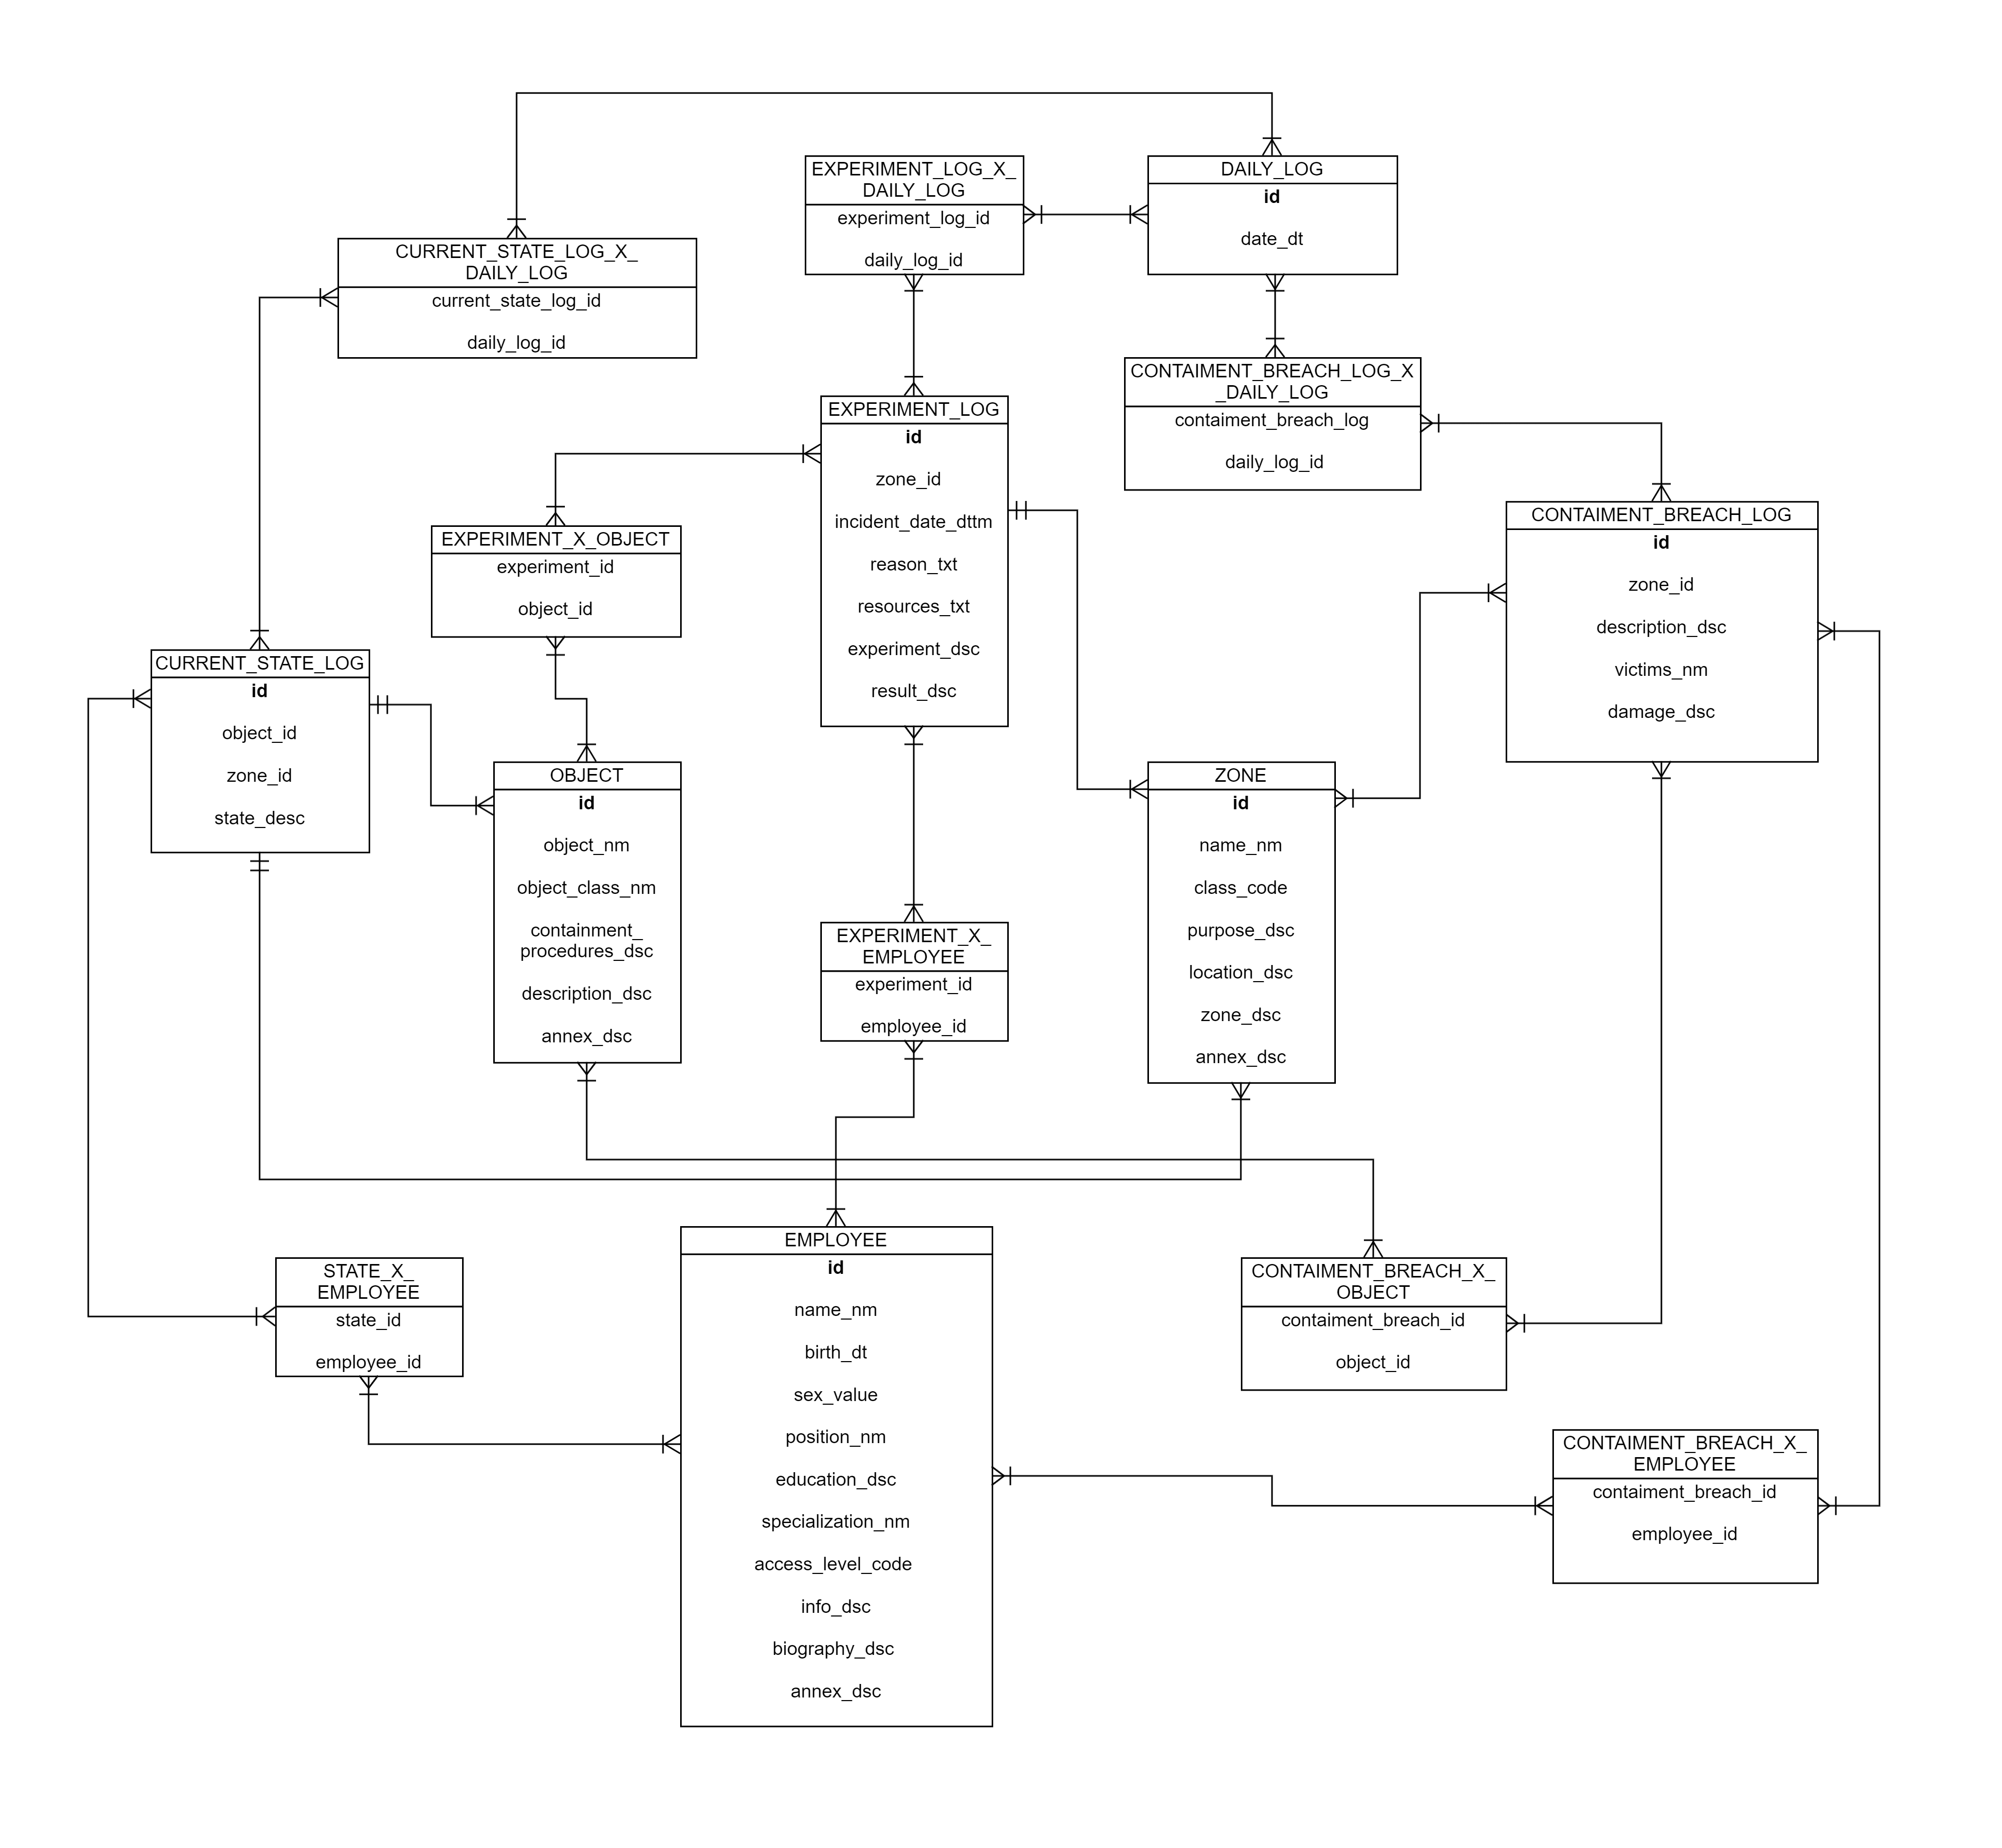 EXPERIMENT_LOG_X_
DAILY_LOG
experiment_log_id
daily_log_id
DAILY_LOG
id
date_dt
CURRENT_STATE_LOG_X_
DAILY_LOG
current_state_log_id
daily_log_id
CONTAIMENT_BREACH_LOG_X
_DAILY_LOG
contaiment_breach_log
daily_log_id
EXPERIMENT_LOG
id
zone_id
incident_date_dttm
reason_txt
resources_txt
experiment_dsc
result_dsc
CONTAIMENT_BREACH_LOG
id
zone_id
description_dsc
victims_nm
damage_dsc
EXPERIMENT_X_OBJECT
experiment_id
object_id
CURRENT_STATE_LOG
id
object_id
zone_id
state_desc
OBJECT
id
object_nm
object_class_nm
containment_
procedures_dsc
description_dsc
annex_dsc
ZONE
id
name_nm
class_code
purpose_dsc
location_dsc
zone_dsc
annex_dsc
EXPERIMENT_X_
EMPLOYEE
experiment_id
employee_id
EMPLOYEE
id
name_nm
birth_dt
sex_value
position_nm
education_dsc
specialization_nm
access_level_code
info_dsc
biography_dsc
annex_dsc
STATE_X_
EMPLOYEE
state_id
employee_id
CONTAIMENT_BREACH_X_
OBJECT
contaiment_breach_id
object_id
CONTAIMENT_BREACH_X_
EMPLOYEE
contaiment_breach_id
employee_id